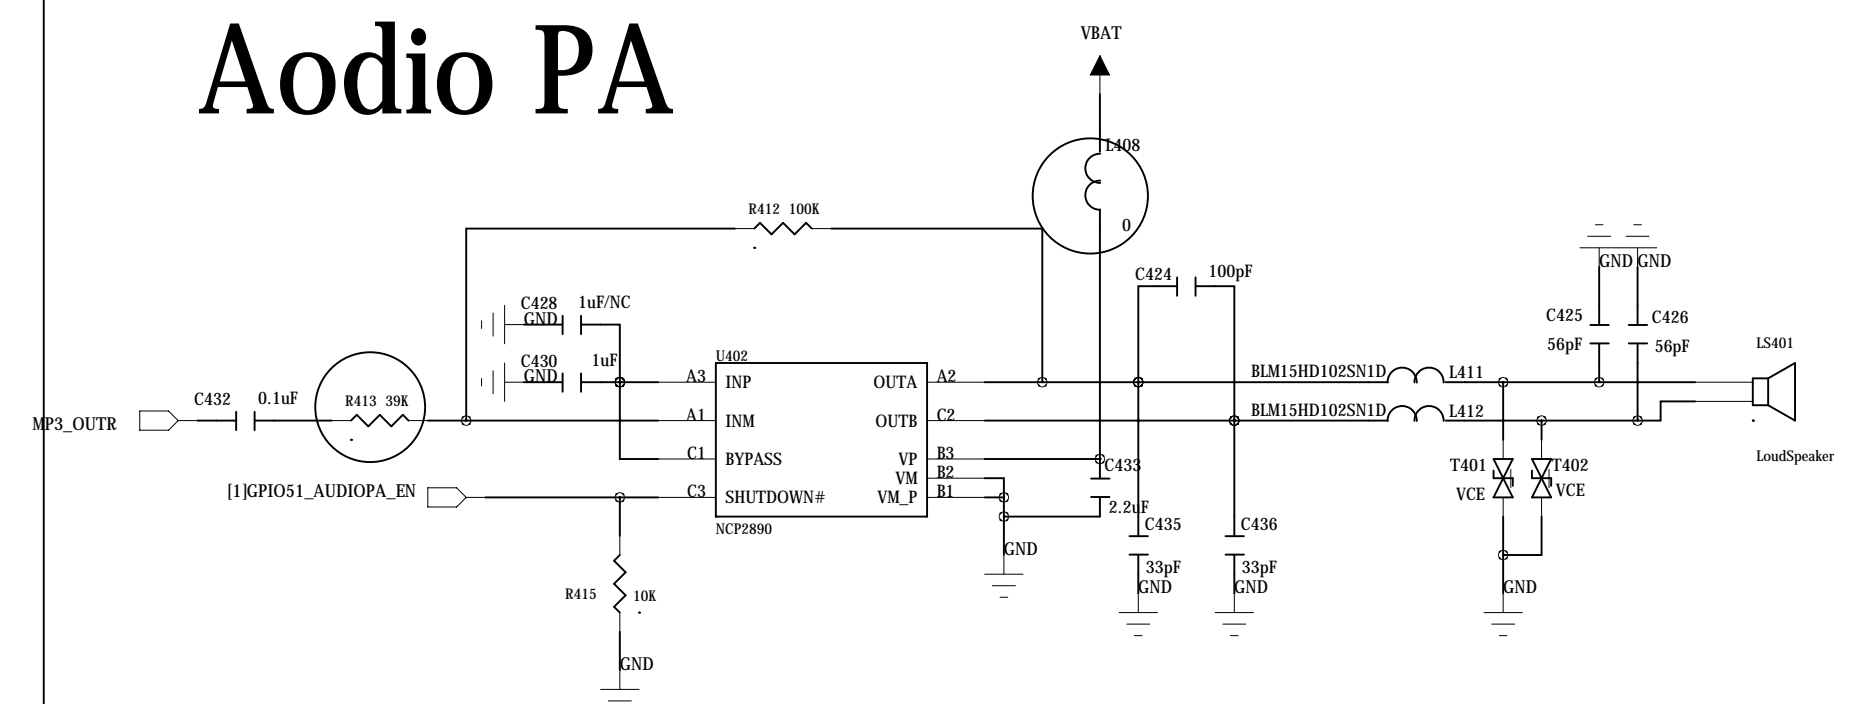 Aodio PA
VBAT
L408
0
R412 100K
C424 100pF
GND GND
C428 1uF/NC
GND
C430 1uF
GND
C425 C426
56pF 56pF
LS401
U402
A3 INP OUTA A2
BLM15HD102SN1D L411
C432 0.1uF
R413 39K
MP3_OUTR
A1 INM OUTB C2
BLM15HD102SN1D L412
C1 BYPASS VP B3
C433
2.2uF
VM B2
T401 T402
VCE VCE
LoudSpeaker
[1]GPIO51_AUDIOPA_EN
C3 SHUTDOWN# VM_P B1
NCP2890
C435 C436
33pF 33pF
GND
GND GND
GND
R415 10K
GND